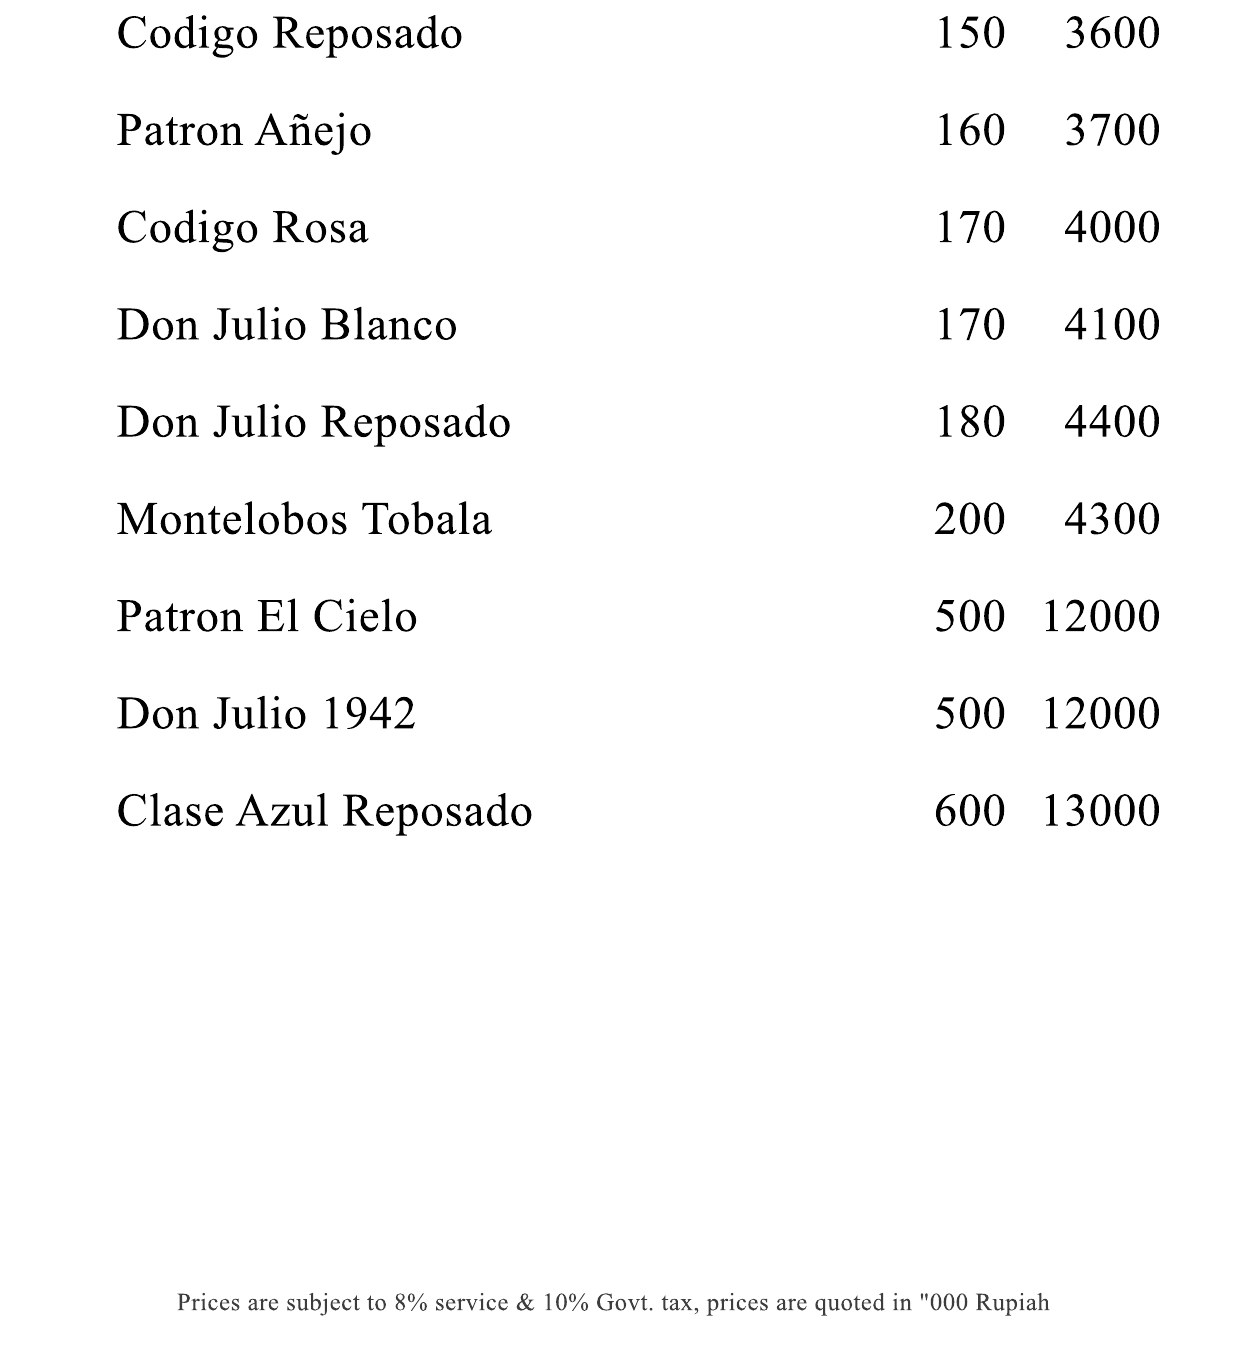 Codigo Reposado 150 3600
Patron Añejo 160 3700
Codigo Rosa 170 4000
Don Julio Blanco 170 4100
Don Julio Reposado 180 4400
Montelobos Tobala 200 4300
Patron El Cielo 500 12000
Don Julio 1942 500 12000
Clase Azul Reposado 600 13000
Prices are subject to 8% service & 10% Govt. tax, prices are quoted in "000 Rupiah